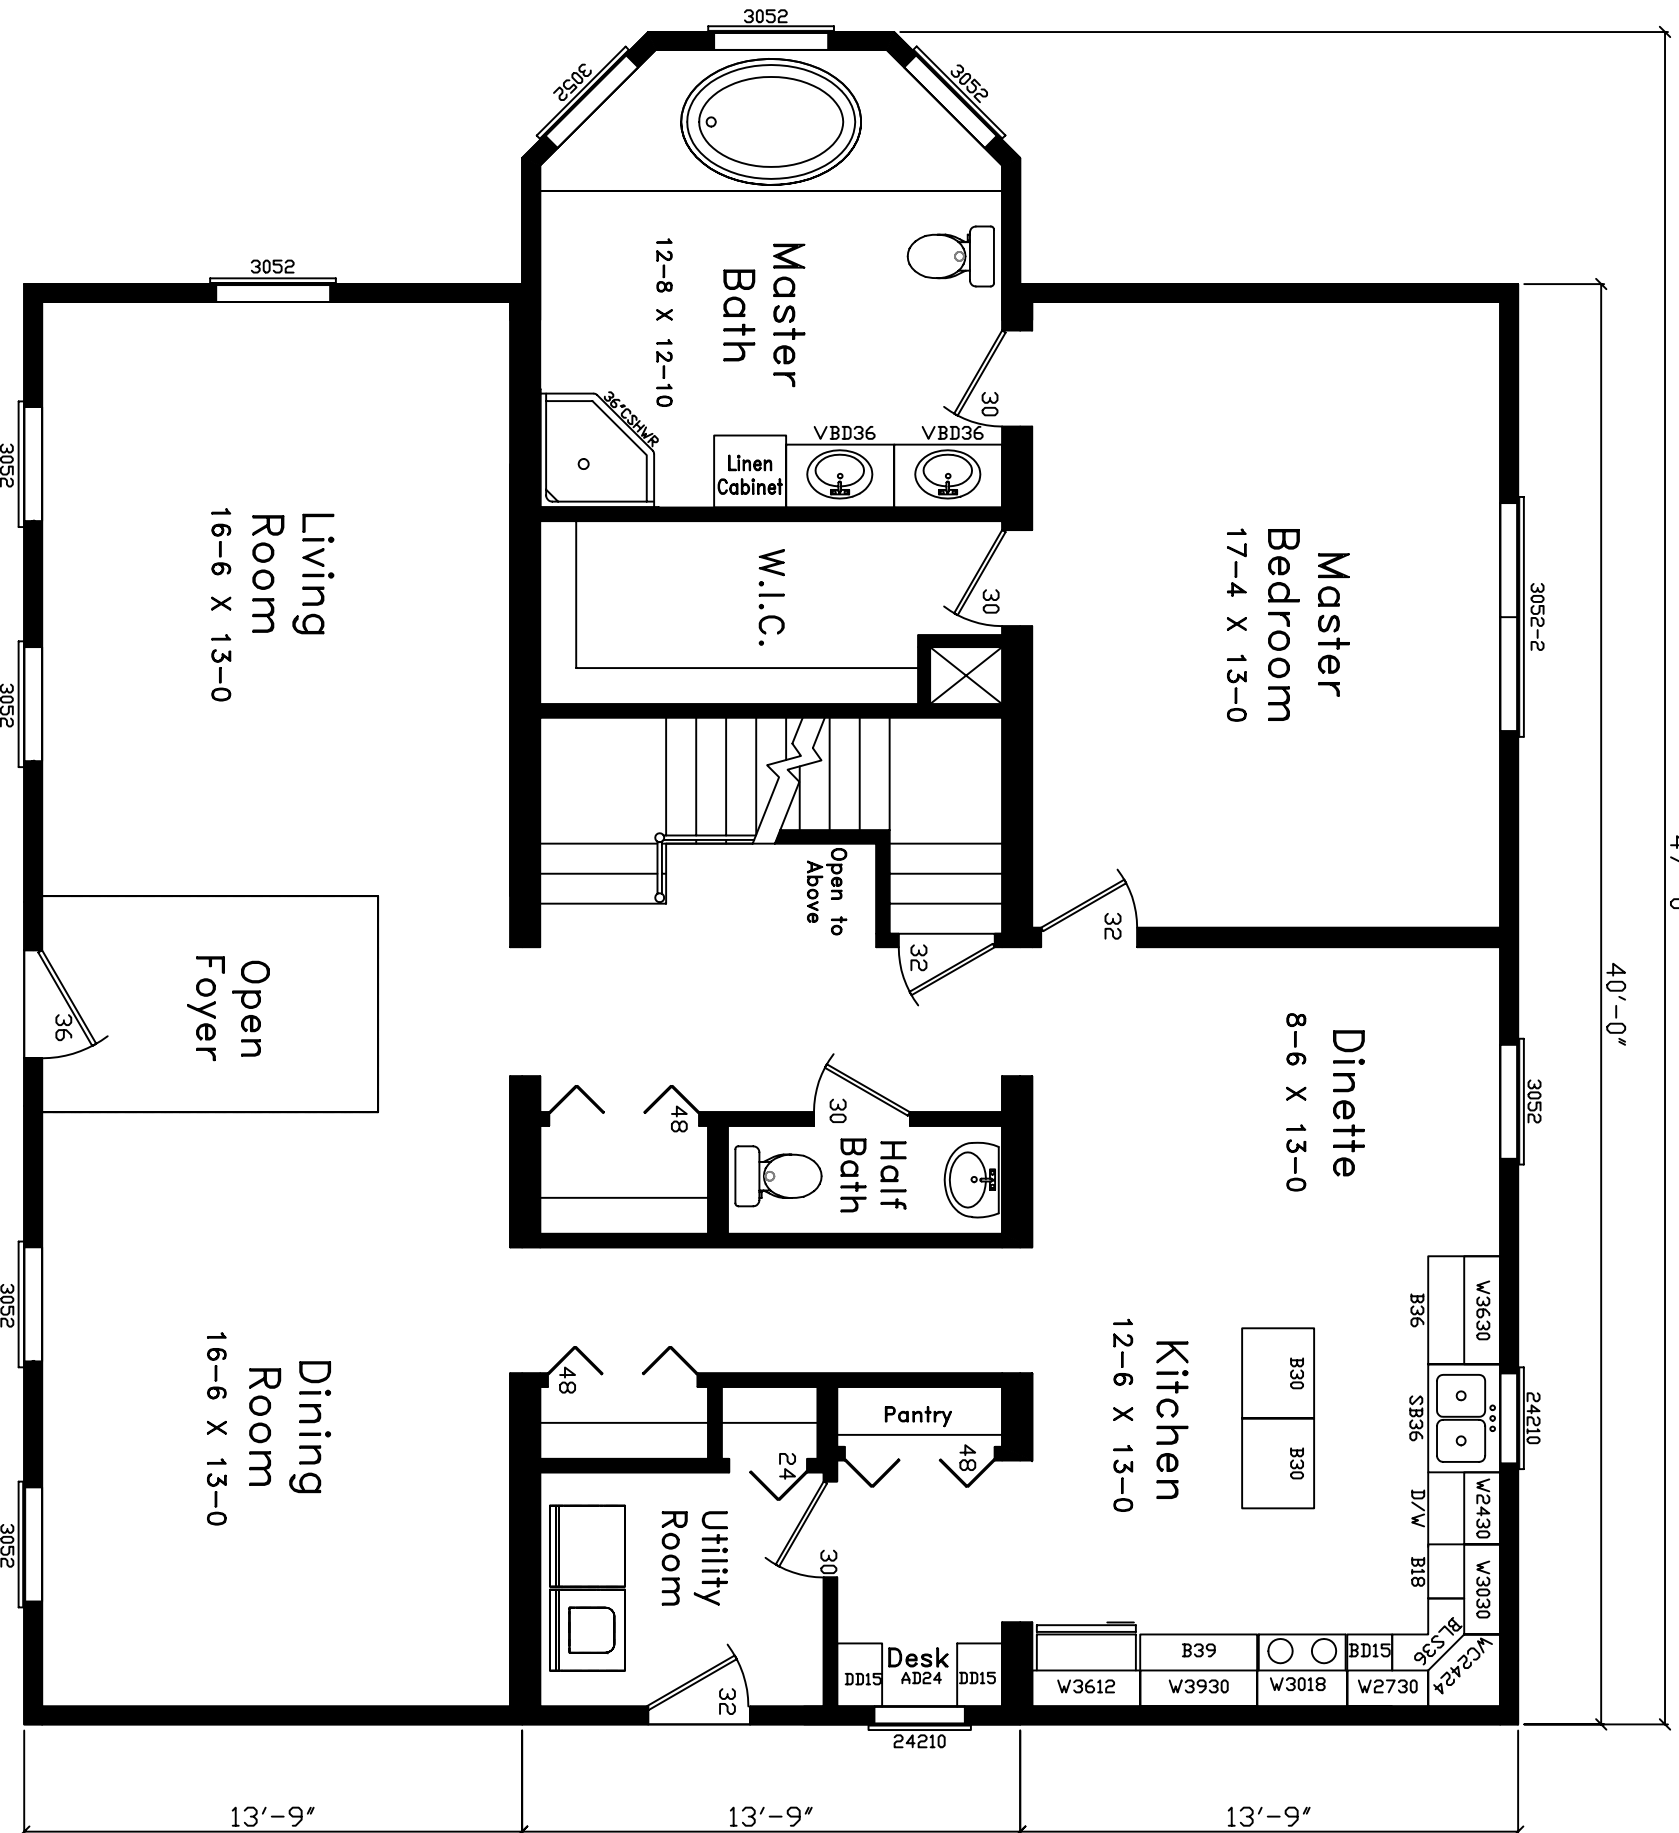 3052
3052
3052
3052
Master
Bath
12-8 X 12-10
30
VBD36
VBD36
36"CSHWR
Linen
Cabinet
W.I.C.
30
Master
Bedroom
17-4 X 13-0
3052-2
3052
3052
Living
Room
16-6 X 13-0
Open to
Above
32
32
40'-0"
Open
Foyer
36
Dinette
8-6 X 13-0
3052
48
30
Half
Bath
Kitchen
12-6 X 13-0
W3630
B36
B30
B30
SB36
24210
W2430
D/W
B18
W3030
BLS36
WC2424
Pantry
48
48
24
30
Dining
Room
16-6 X 13-0
3052
3052
Utility
Room
32
Desk
DD15
AD24
DD15
24210
B39
BD15
W3612
W3930
W3018
W2730
13'-9"
13'-9"
13'-9"